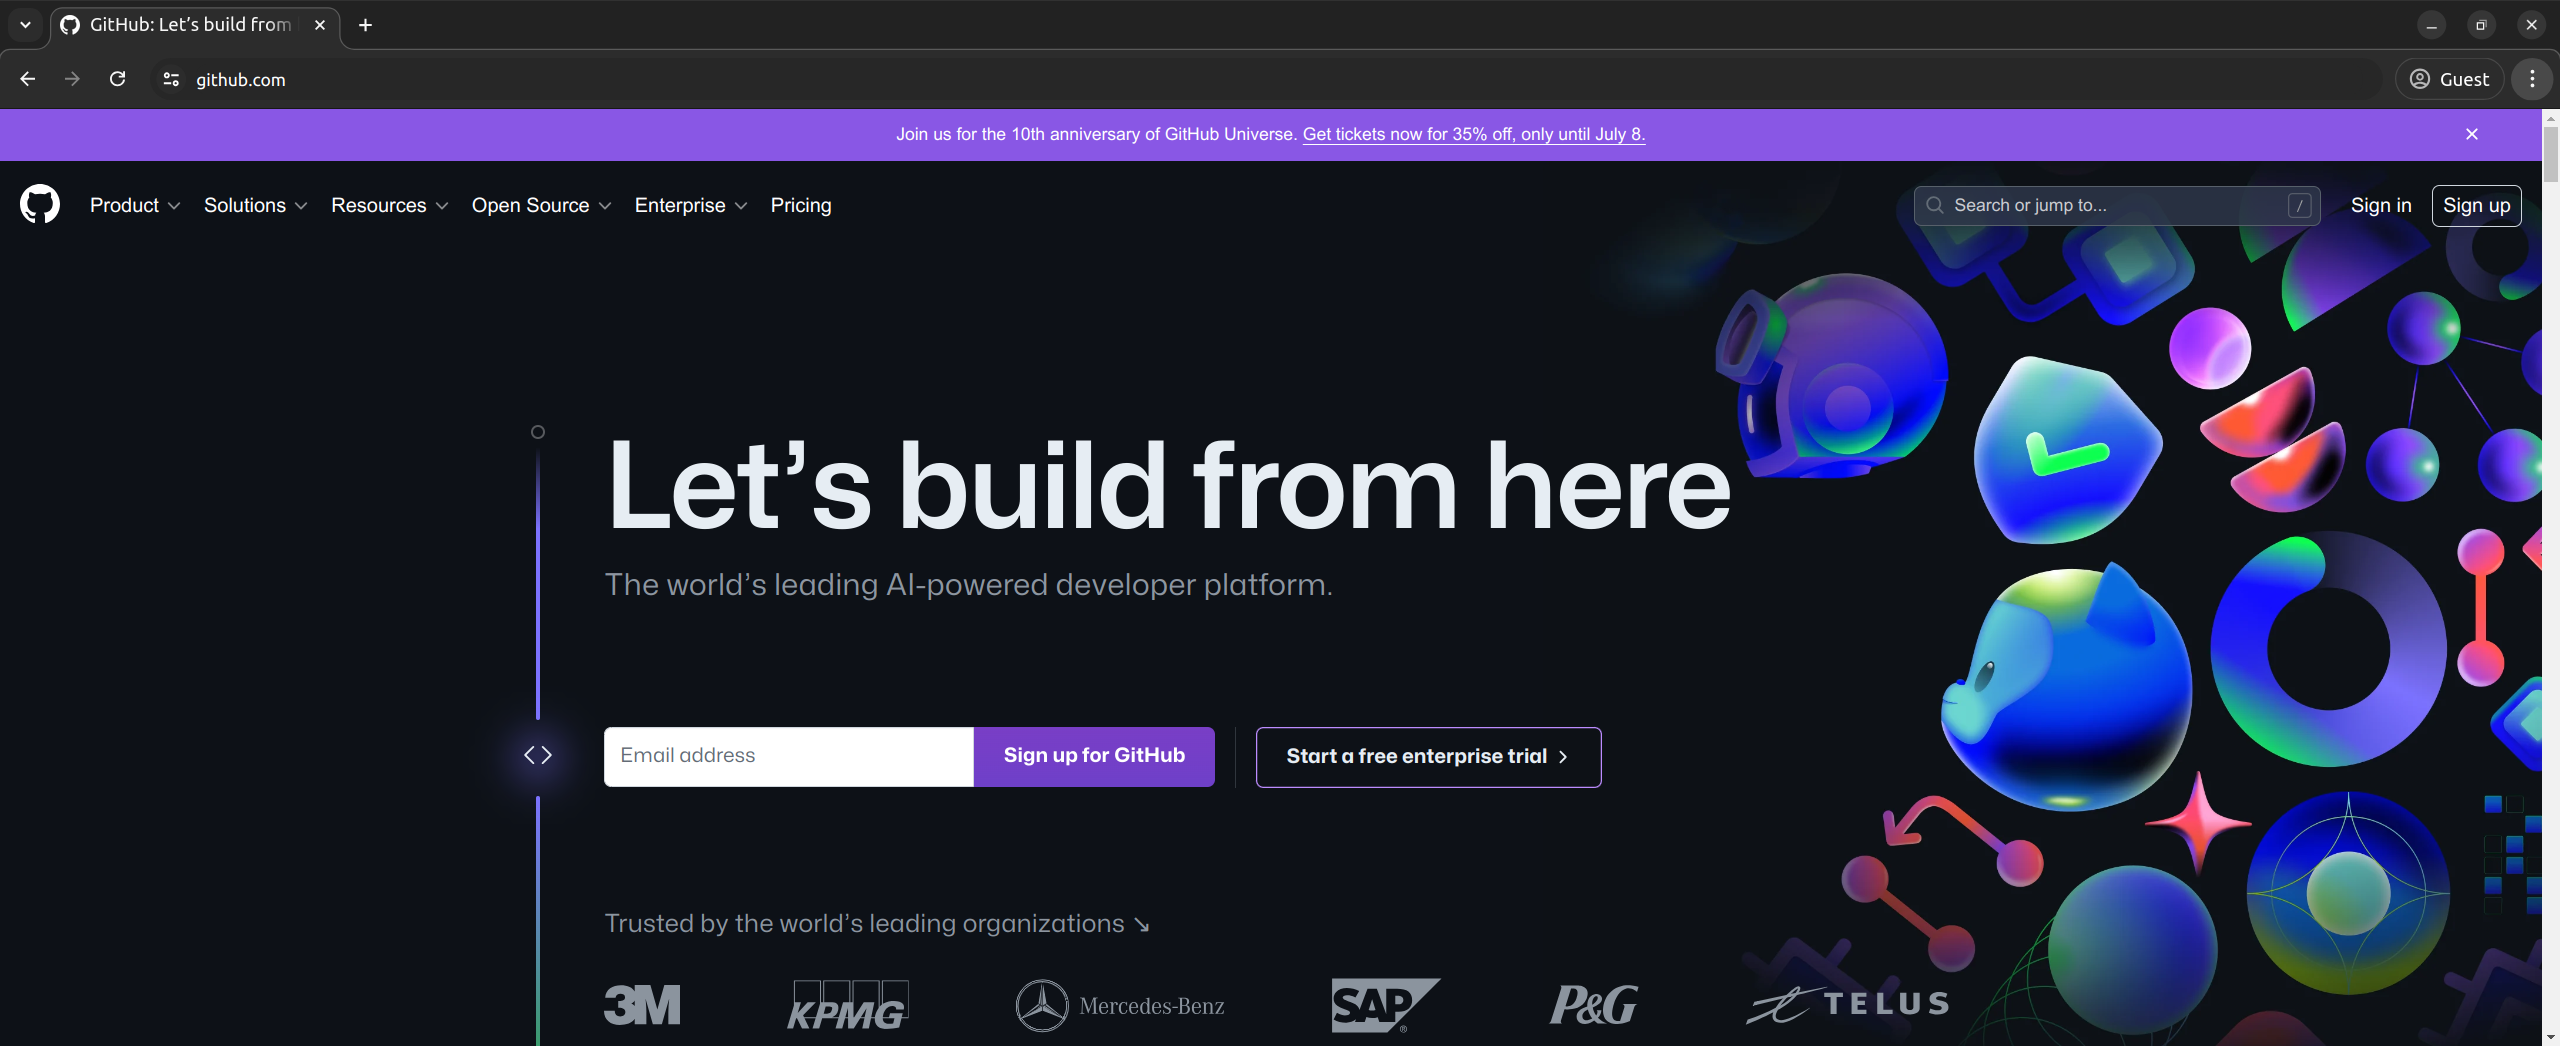 GitHub: Let's build from
github.com
Guest
Join us for the 10th anniversary of GitHub Universe. Get tickets now for 35% off, only until July 8.
Product Solutions Resources Open Source Enterprise Pricing
Search or jump to... /
Sign in
Sign up
Let's build from here
The world's leading AI-powered developer platform.
Email address
Sign up for GitHub
Start a free enterprise trial
Trusted by the world's leading organizations ↘
3M KPMG Mercedes-Benz SAP® P&G TELUS